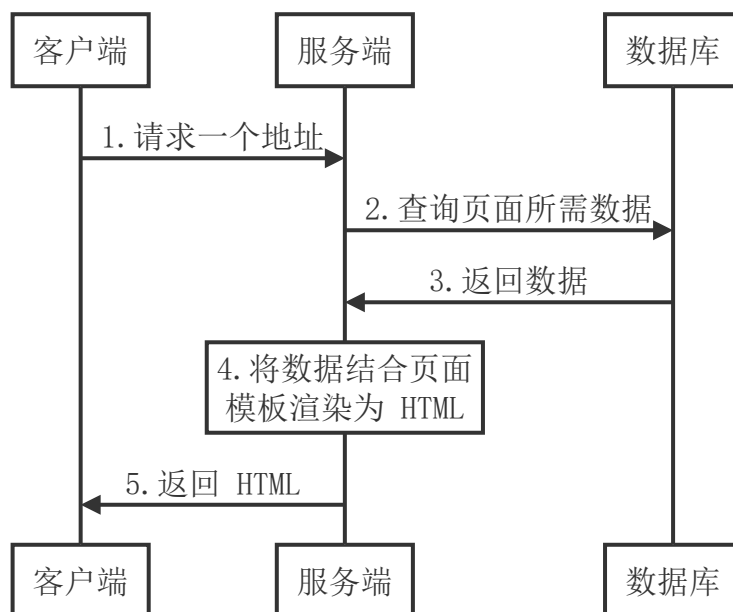 客户端
服务端
数据库
1.请求一个地址
2.查询页面所需数据
3.返回数据
4.将数据结合页面
模板渲染为 HTML
5.返回 HTML
客户端
服务端
数据库